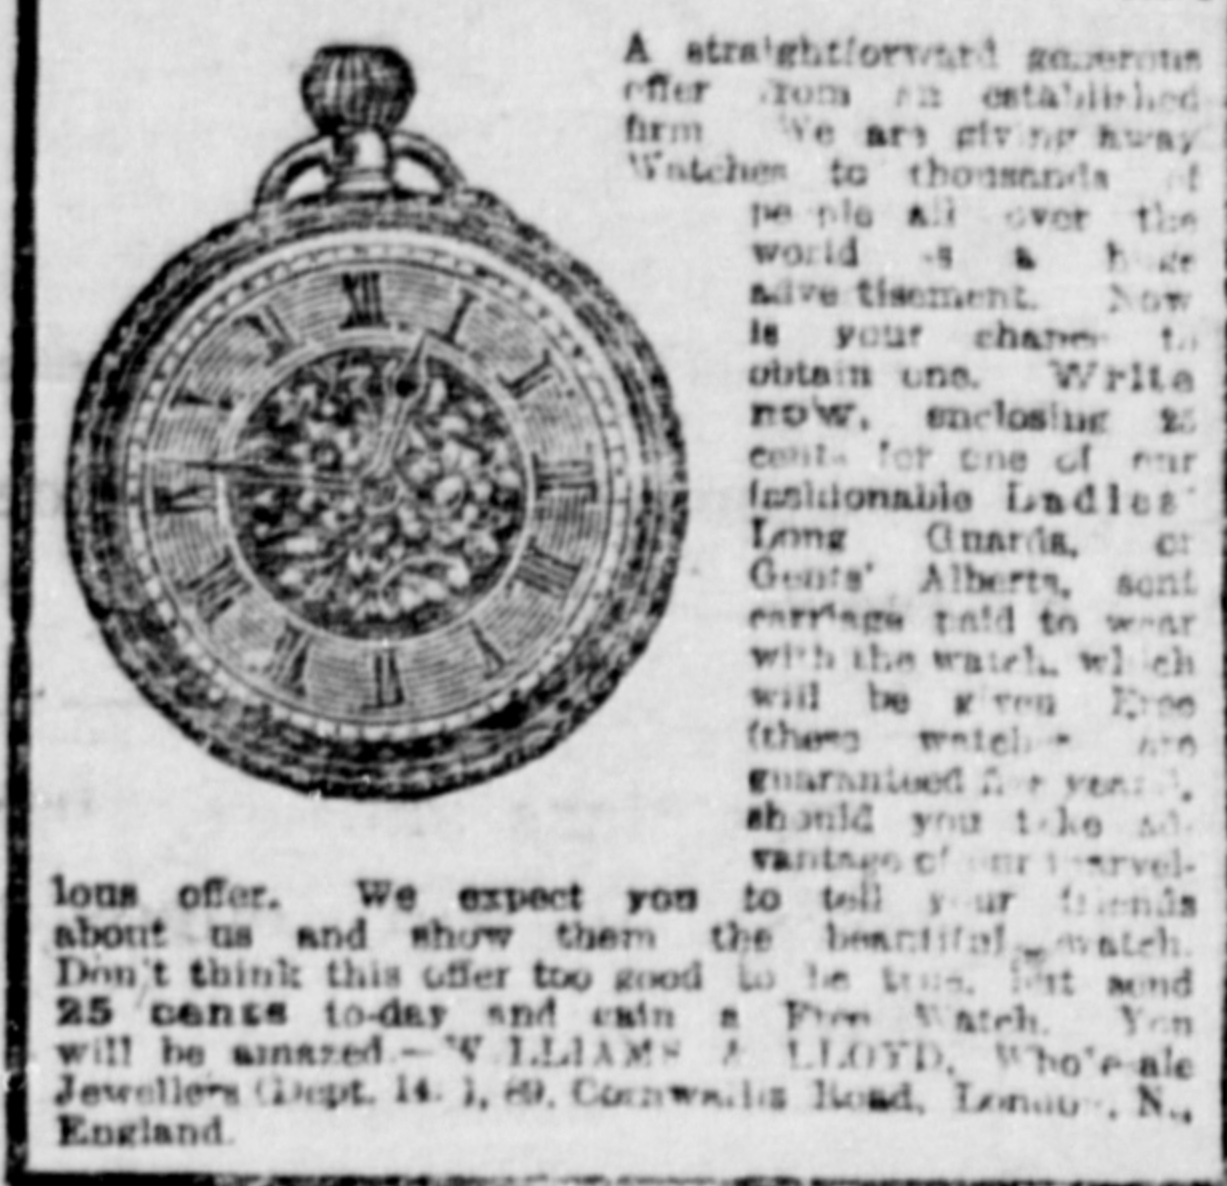 A straightforward generous
offer from an established
firm We are giving away
Watches to thousands of
people all over the
world as a huge
advertisement. Now
is your chance to
obtain one. Write
now, enclosing 25
cents for one of our
fashionable Ladies'
Long Guards, or
Gents' Alberts, sent
carriage paid to wear
with the watch, which
will be given Free
(these watches are
guaranteed five years),
should you take ad-
vantage of our marvel-
lous offer. We expect you to tell your friends
about us and show them the beautiful watch.
Don't think this offer too good to be true, but send
25 cents to-day and gain a Free Watch. You
will be amazed.—WILLIAMS & LLOYD, Wholesale
Jewellers (Dept. 89, Cornwallis Road, London, N.,
England.